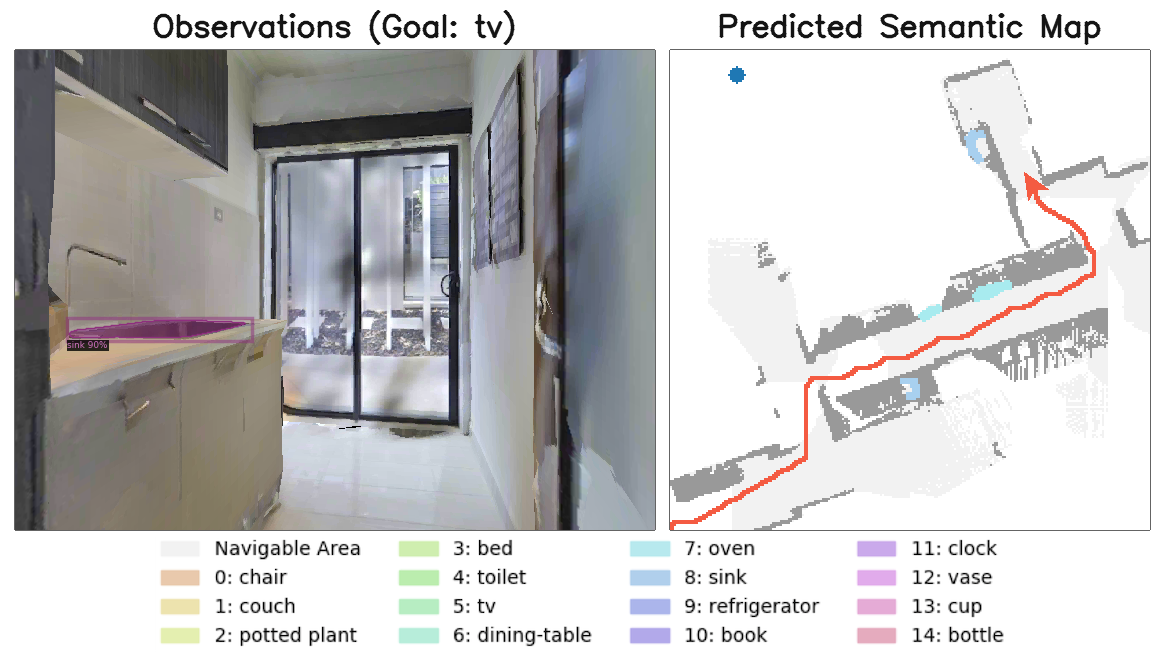 Observations (Goal: tv)
Predicted Semantic Map
sink 90%
Navigable Area
0: chair
1: couch
2: potted plant
3: bed
4: toilet
5: tv
6: dining-table
7: oven
8: sink
9: refrigerator
10: book
11: clock
12: vase
13: cup
14: bottle